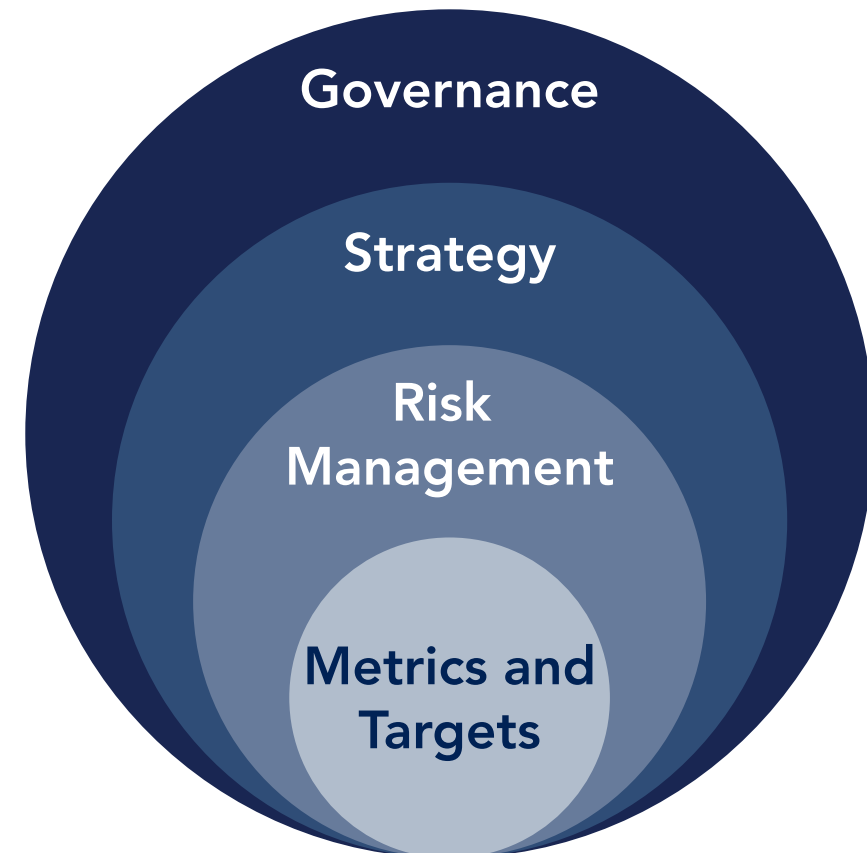 Governance
Strategy
Risk
Management
Metrics and
Targets